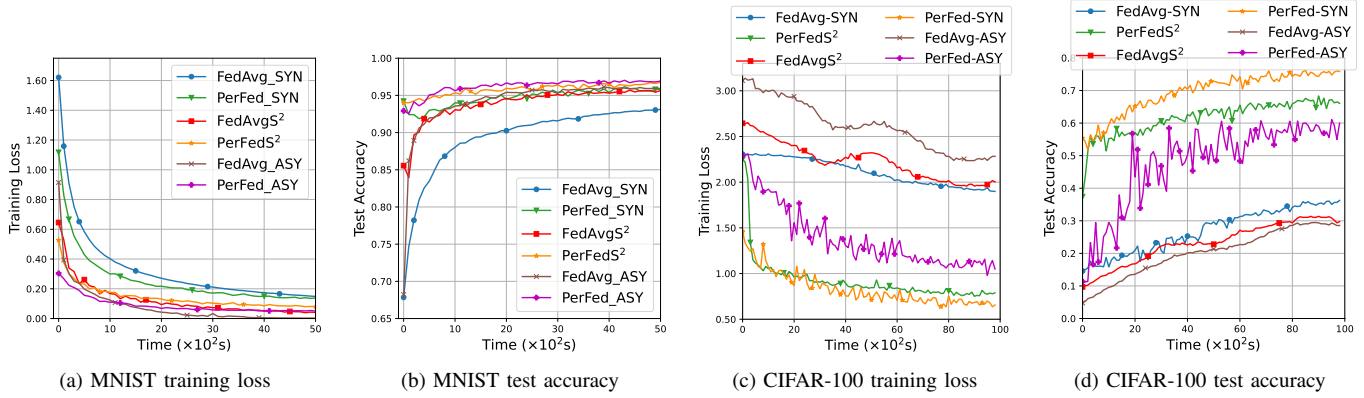 Training Loss
1.60
1.40
1.20
1.00
0.80
0.60
0.40
0.20
0.00
FedAvg_SYN
PerFed_SYN
FedAvgS²
PerFedS²
FedAvg_ASY
PerFed_ASY
0 10 20 30 40 50
Time (×10²s)
(a) MNIST training loss
Test Accuracy
1.00
0.95
0.90
0.85
0.80
0.75
0.70
0.65
FedAvg_SYN
PerFed_SYN
FedAvgS²
PerFedS²
FedAvg_ASY
PerFed_ASY
0 10 20 30 40 50
Time (×10²s)
(b) MNIST test accuracy
FedAvg-SYN PerFed-SYN
PerFedS² FedAvg-ASY
FedAvgS² PerFed-ASY
Training Loss
3.00
2.50
2.00
1.50
1.00
0.50
0 20 40 60 80 100
Time (×10²s)
(c) CIFAR-100 training loss
FedAvg-SYN PerFed-SYN
PerFedS² FedAvg-ASY
FedAvgS² PerFed-ASY
Test Accuracy
0.8
0.7
0.6
0.5
0.4
0.3
0.2
0.1
0.0
0 20 40 60 80 100
Time (×10²s)
(d) CIFAR-100 test accuracy